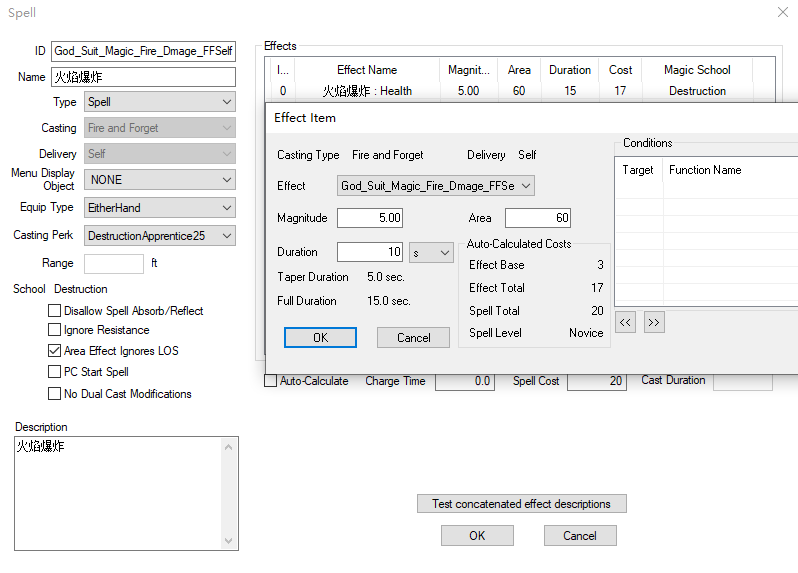 Spell
ID God_Suit_Magic_Fire_Dmage_FFSelf
Name 火焰爆炸
Type Spell
Casting Fire and Forget
Delivery Self
Menu Display Object NONE
Equip Type EitherHand
Casting Perk DestructionApprentice25
Range ft
School Destruction
Disallow Spell Absorb/Reflect
Ignore Resistance
Area Effect Ignores LOS
PC Start Spell
No Dual Cast Modifications
Description
火焰爆炸
Effects
I... Effect Name Magnit... Area Duration Cost Magic School
0 火焰爆炸 : Health 5.00 60 15 17 Destruction
Effect Item
Casting Type Fire and Forget Delivery Self
Effect God_Suit_Magic_Fire_Dmage_FFSe
Magnitude 5.00 Area 60
Duration 10 s
Taper Duration 5.0 sec.
Full Duration 15.0 sec.
OK Cancel
Auto-Calculated Costs
Effect Base 3
Effect Total 17
Spell Total 20
Spell Level Novice
Conditions
Target Function Name
<< >>
Auto-Calculate Charge Time 0.0 Spell Cost 20 Cast Duration
Test concatenated effect descriptions
OK Cancel